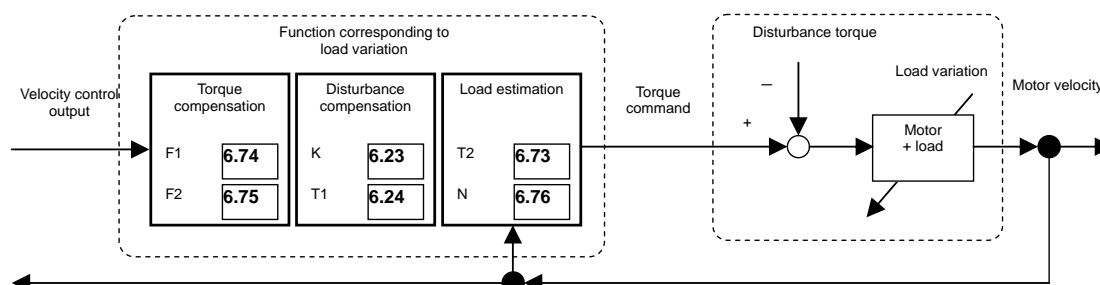 Function corresponding to
load variation
Disturbance torque
Velocity control
output
Torque
compensation
F1 6.74
F2 6.75
Disturbance
compensation
K 6.23
T1 6.24
Load estimation
T2 6.73
N 6.76
Torque
command
+
−
Load variation
Motor
+ load
Motor velocity